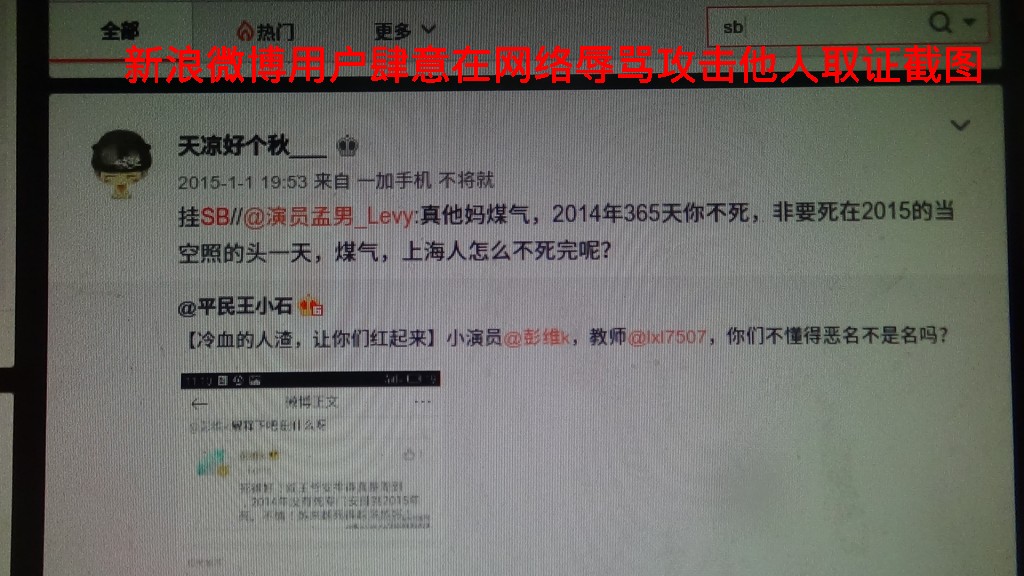 全部 热门 更多 sb
新浪微博用户肆意在网络辱骂攻击他人取证截图
天凉好个秋___
2015-1-1 19:53 来自 一加手机 不将就
挂SB//@演员孟男_Levy:真他妈煤气，2014年365天你不死，非要死在2015的当
空照的头一天，煤气，上海人怎么不死完呢？
@平民王小石
【冷血的人渣，让你们红起来】小演员@彭维k，教师@lxl7507，你们不懂得恶名不是名吗？
微博正文